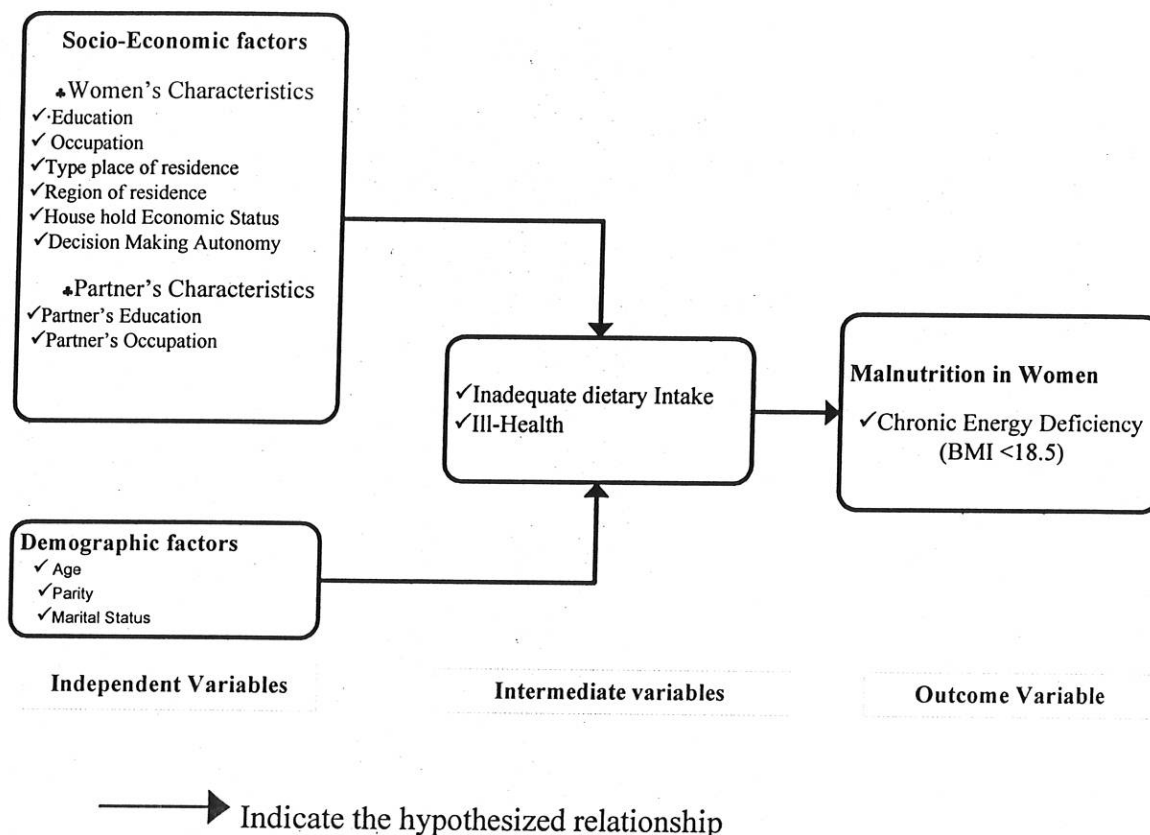 Socio-Economic factors
♣Women's Characteristics
✓·Education
✓ Occupation
✓Type place of residence
✓Region of residence
✓House hold Economic Status
✓Decision Making Autonomy
♣Partner's Characteristics
✓Partner's Education
✓Partner's Occupation
✓Inadequate dietary Intake
✓Ill-Health
Malnutrition in Women
✓Chronic Energy Deficiency
(BMI <18.5)
Demographic factors
✓ Age
✓Parity
✓Marital Status
Independent Variables
Intermediate variables
Outcome Variable
Indicate the hypothesized relationship